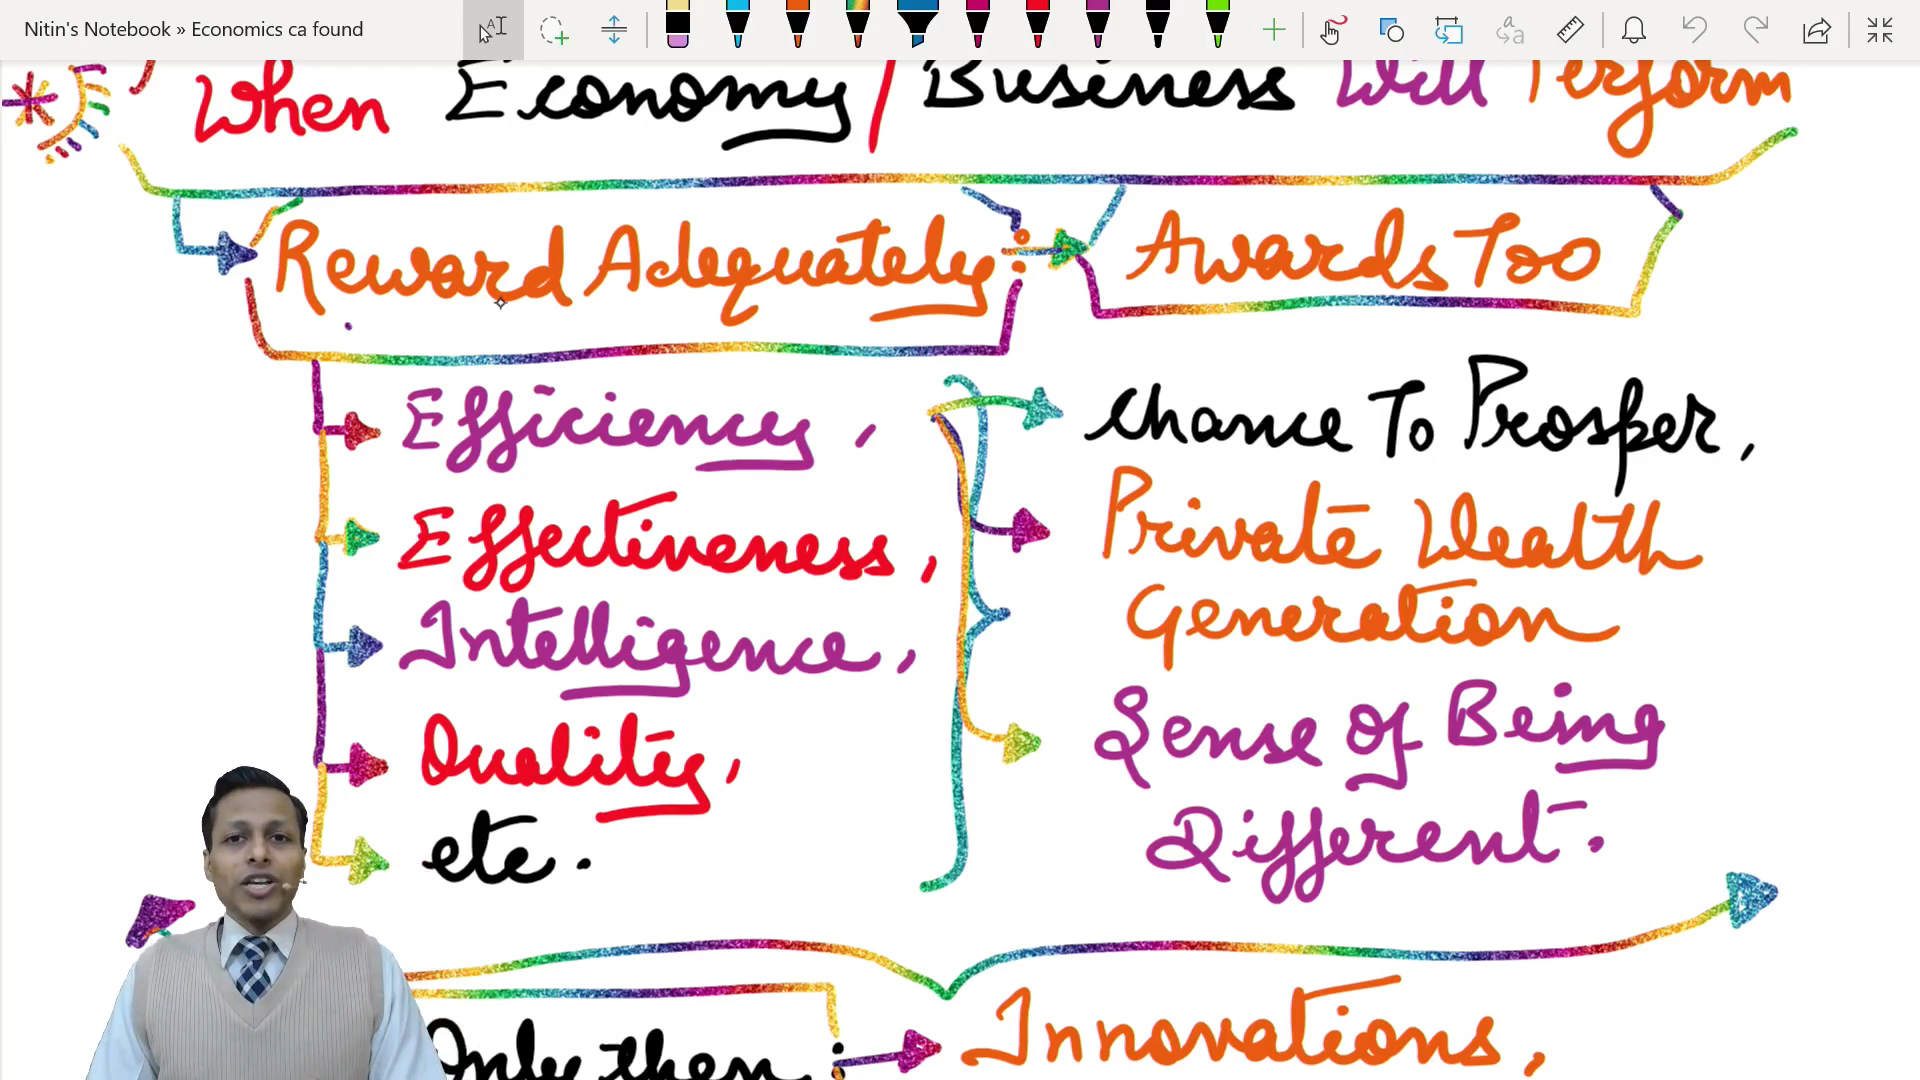 Nitin's Notebook » Economics ca found
When Economy / Business Will Perform
Reward Adequately : Awards Too
Efficiency ,
Effectiveness ,
Intelligence ,
Quality ,
etc .
Chance To Prosper ,
Private Wealth
Generation
Sense of Being
Different .
Only then : Innovations ,